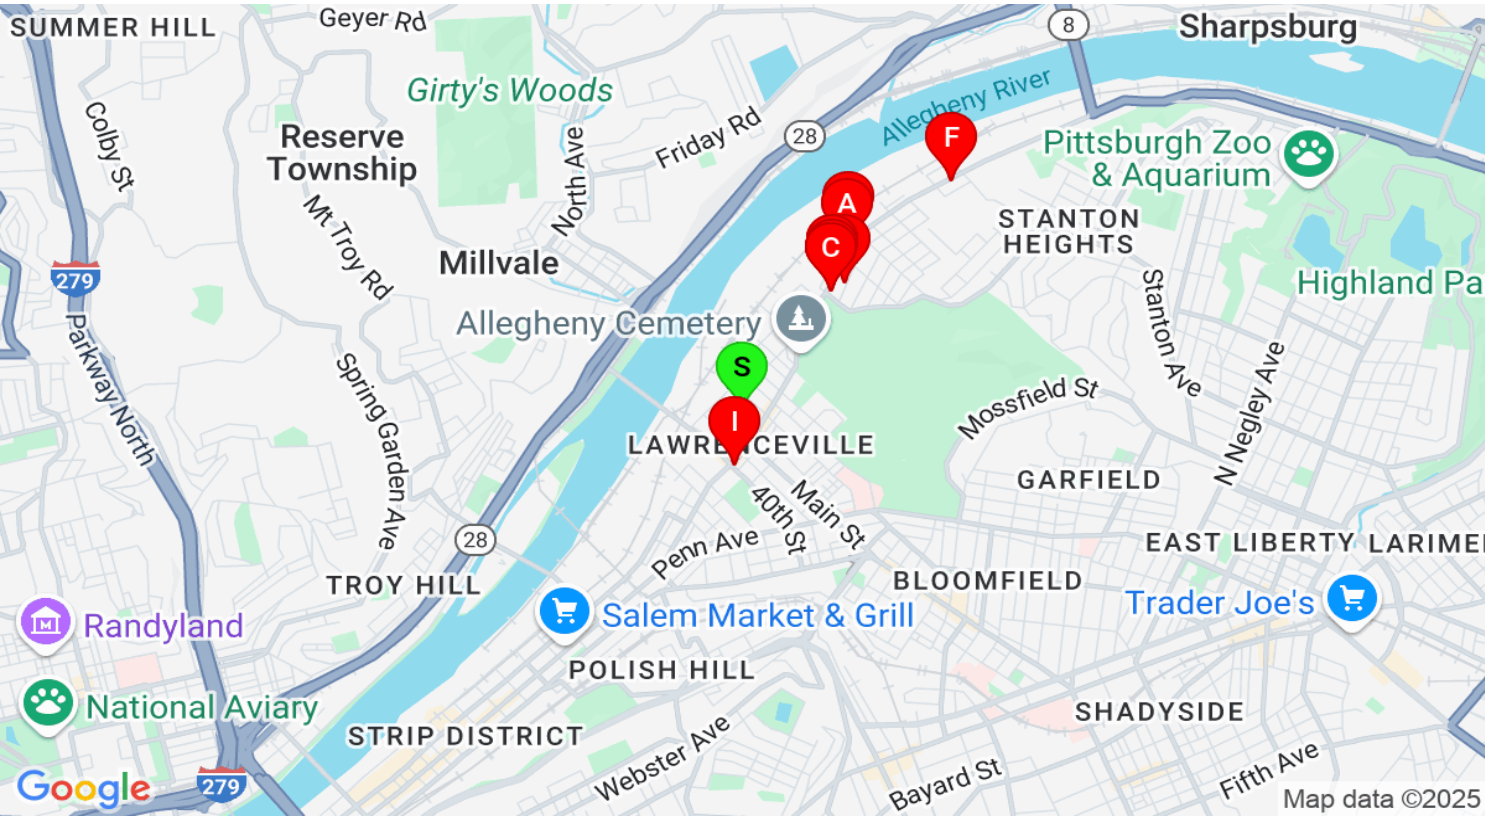 SUMMER HILL
Geyer Rd
8
Sharpsburg
Girty's Woods
Colby St
Reserve
Township
North Ave
Friday Rd
28
Allegheny River
F
Pittsburgh Zoo
& Aquarium
A
STANTON
HEIGHTS
Mt Troy Rd
Millvale
C
279
Highland Pa
Allegheny Cemetery
Stanton Ave
Parkway North
Spring Garden Ave
S
I
LAWRENCEVILLE
Mossfield St
N Negley Ave
GARFIELD
40th St
Main St
Penn Ave
28
EAST LIBERTY
LARIME
TROY HILL
BLOOMFIELD
Trader Joe's
Salem Market & Grill
Randyland
POLISH HILL
National Aviary
SHADYSIDE
STRIP DISTRICT
Webster Ave
Bayard St
Fifth Ave
Google
279
Map data ©2025